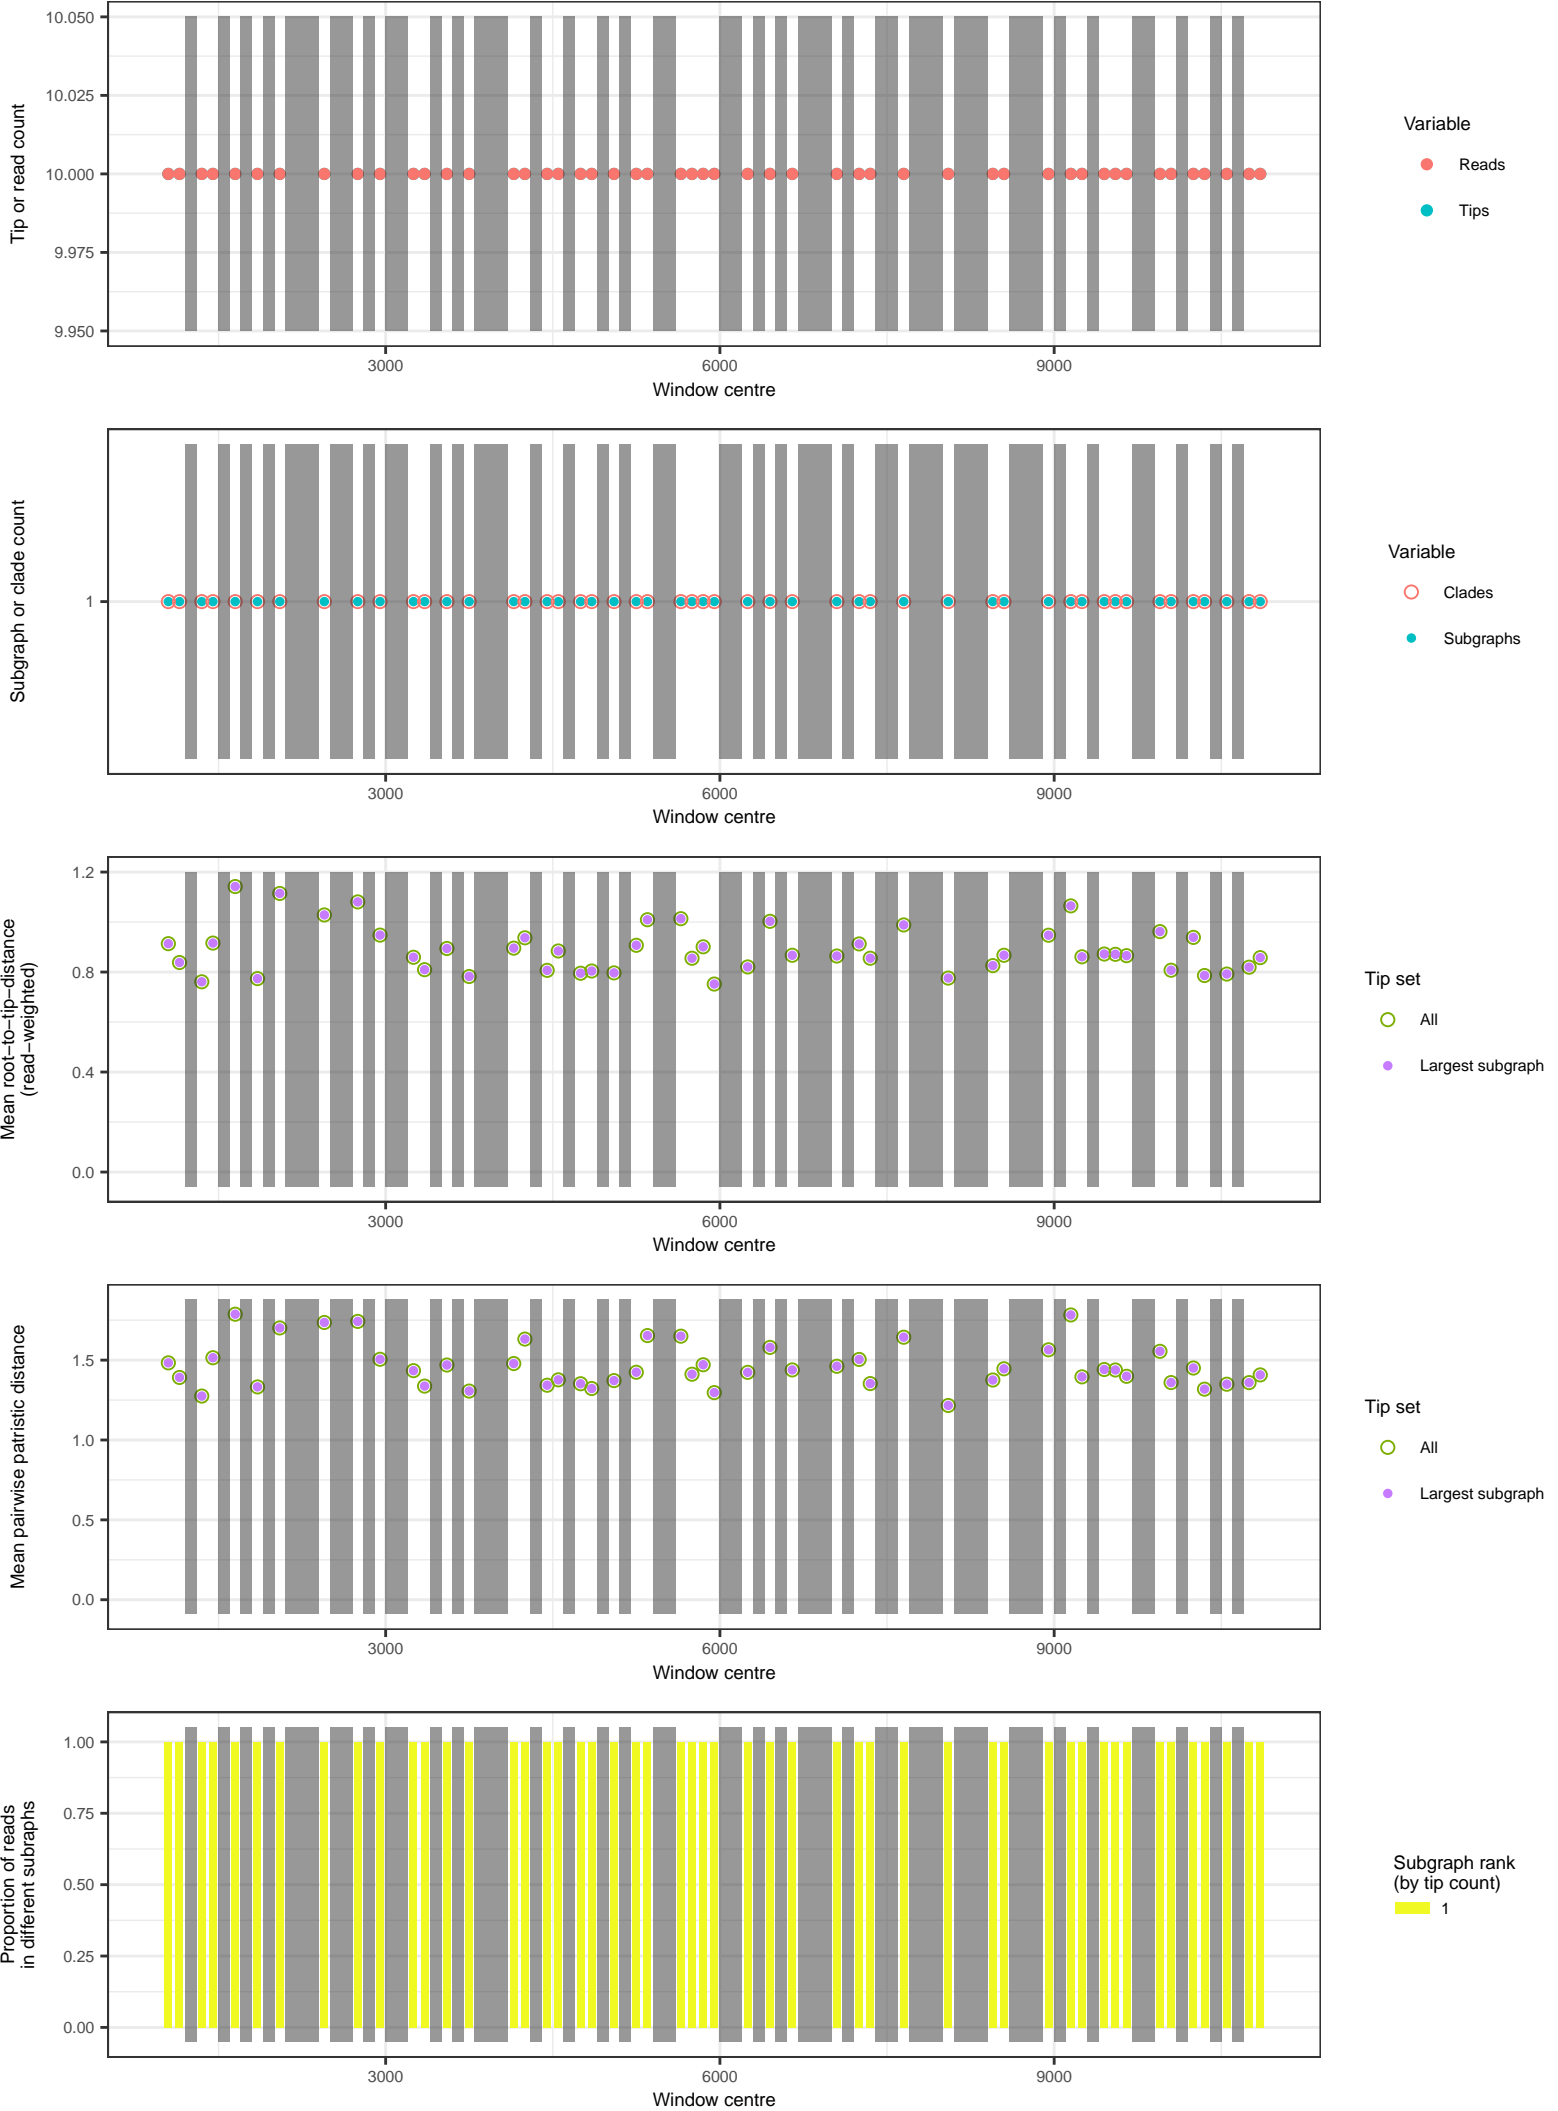 10.050
10.025
10.000
9.975
9.950
Tip or read count
3000
6000
9000
Window centre
Variable
Reads
Tips
1
Subgraph or clade count
3000
6000
9000
Window centre
Variable
Clades
Subgraphs
1.2
0.8
0.4
0.0
Mean root−to−tip−distance
(read−weighted)
3000
6000
9000
Window centre
Tip set
All
Largest subgraph
1.5
1.0
0.5
0.0
Mean pairwise patristic distance
3000
6000
9000
Window centre
Tip set
All
Largest subgraph
1.00
0.75
0.50
0.25
0.00
Proportion of reads
in different subraphs
3000
6000
9000
Window centre
Subgraph rank
(by tip count)
1